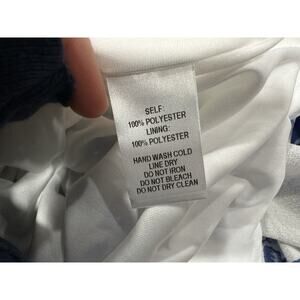 SELF:
100% POLYESTER
LINING:
100% POLYESTER
HAND WASH COLD
LINE DRY
DO NOT IRON
DO NOT BLEACH
DO NOT DRY CLEAN